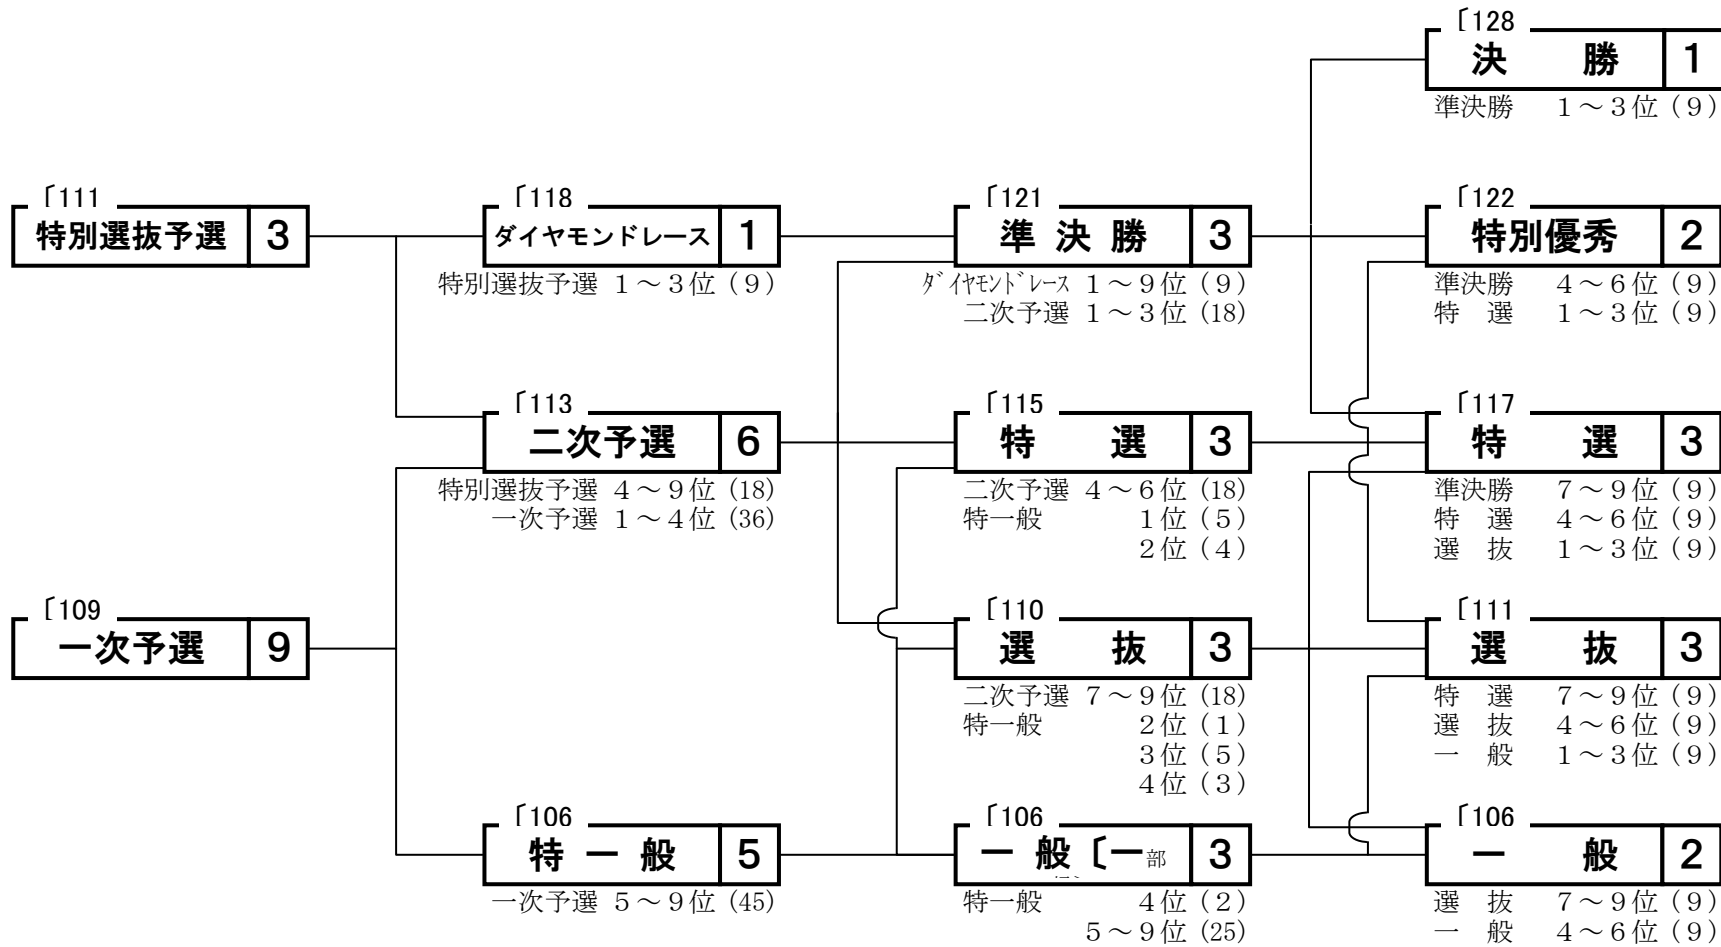 〔111
特別選抜予選 3
〔109
一次予選 9
〔118
ダイヤモンドレース 1
特別選抜予選 1～3位 (9)
〔113
二次予選 6
特別選抜予選 4～9位 (18)
一次予選 1～4位 (36)
〔106
特 一 般 5
一次予選 5～9位 (45)
〔121
準 決 勝 3
ダイヤモンドレース 1～9位 (9)
二次予選 1～3位 (18)
〔115
特 選 3
二次予選 4～6位 (18)
特一般 1位 (5)
2位 (4)
〔110
選 抜 3
二次予選 7～9位 (18)
特一般 2位 (1)
3位 (5)
4位 (3)
〔106
一 般〔一部 3
特一般 4位 (2)
5～9位 (25)
〔128
決 勝 1
準決勝 1～3位 (9)
〔122
特別優秀 2
準決勝 4～6位 (9)
特 選 1～3位 (9)
〔117
特 選 3
準決勝 7～9位 (9)
特 選 4～6位 (9)
選 抜 1～3位 (9)
〔111
選 抜 3
特 選 7～9位 (9)
選 抜 4～6位 (9)
一 般 1～3位 (9)
〔106
一 般 2
選 抜 7～9位 (9)
一 般 4～6位 (9)